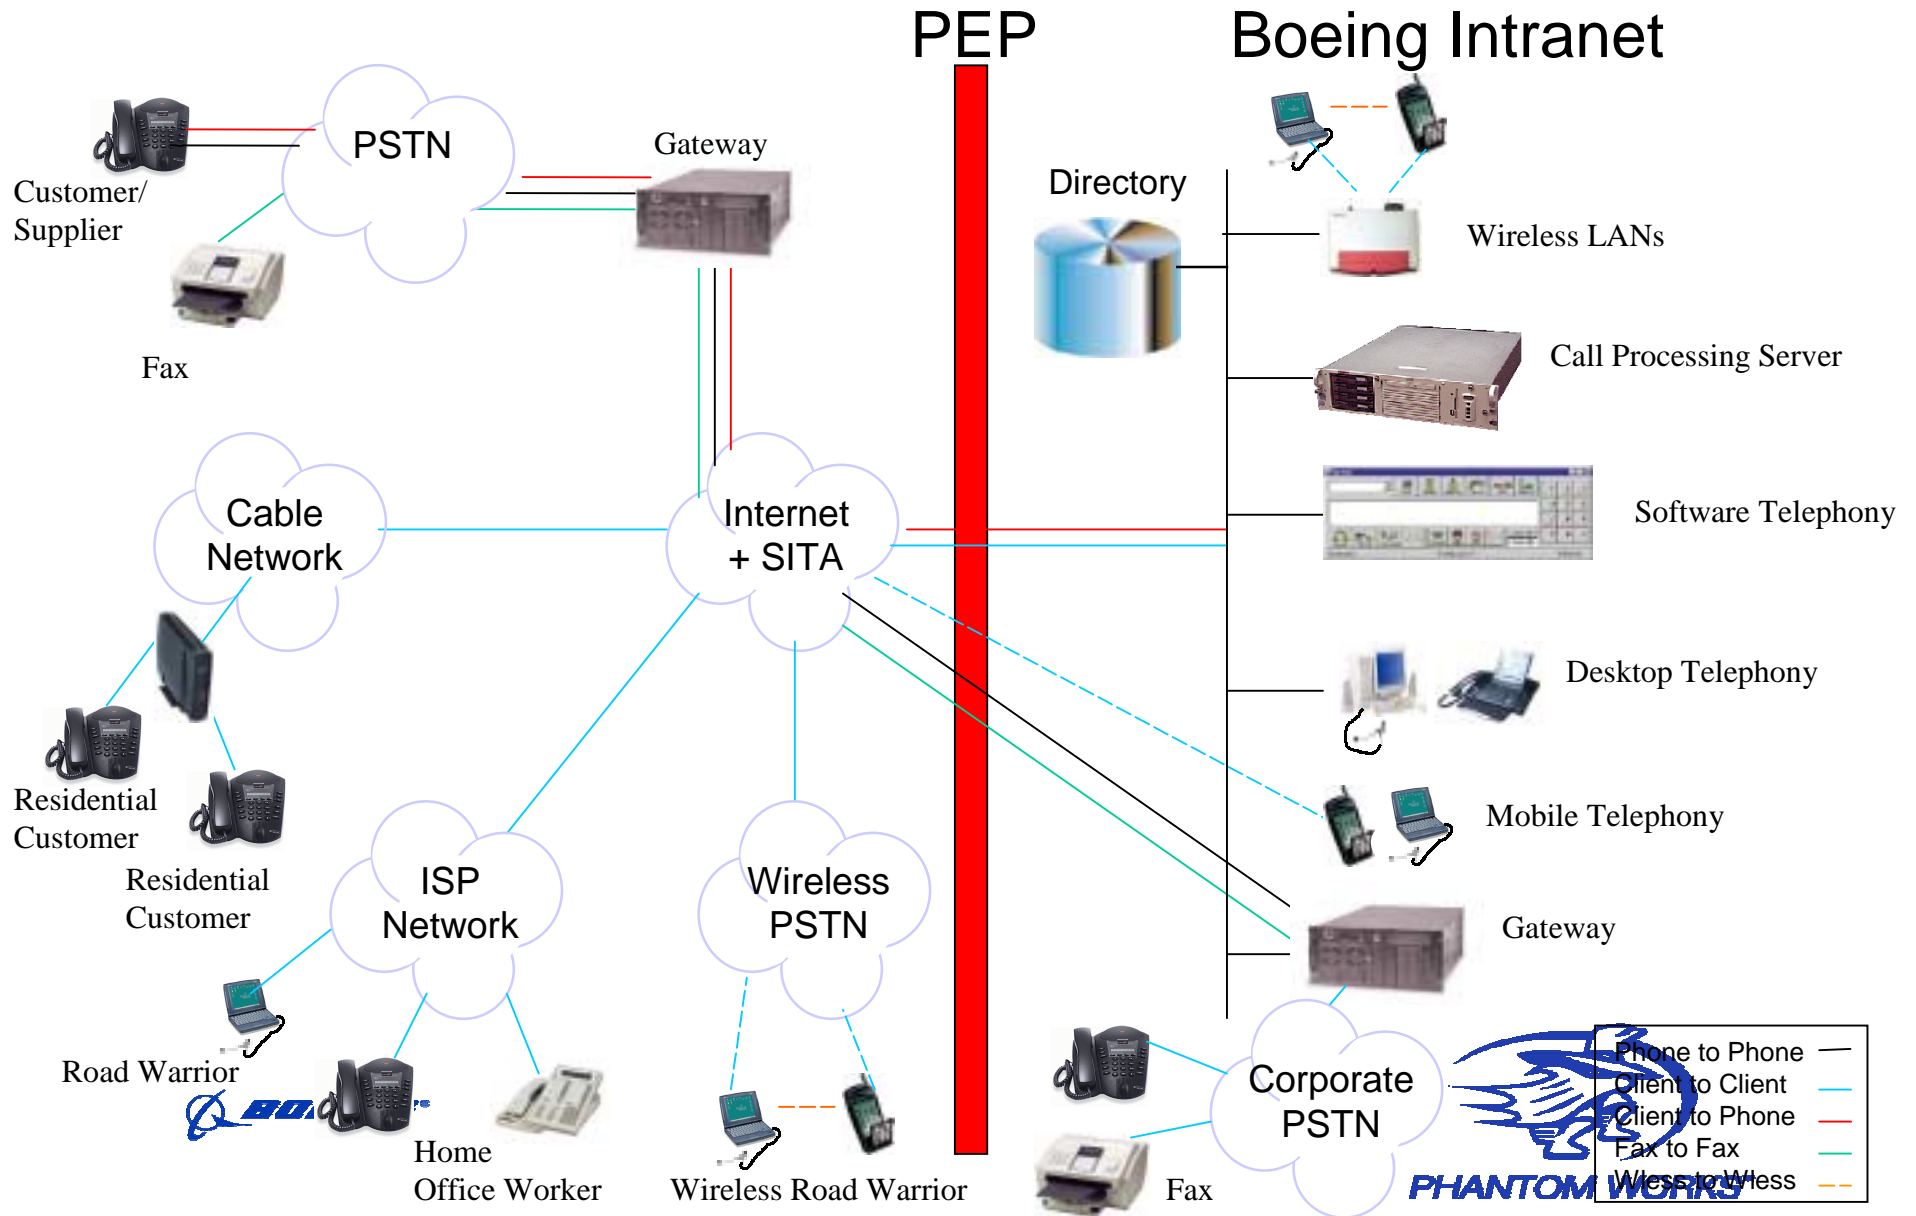 PEP
Boeing Intranet
PSTN
Gateway
Customer/
Supplier
Fax
Directory
Wireless LANs
Call Processing Server
Cable
Network
Internet
+ SITA
Software Telephony
Desktop Telephony
Residential
Customer
Residential
Customer
Mobile Telephony
ISP
Network
Wireless
PSTN
Gateway
Road Warrior
Home
Office Worker
Wireless Road Warrior
Corporate
PSTN
Fax
Phone to Phone
Client to Client
Client to Phone
Fax to Fax
Wless to Wless
PHANTOM WORKS